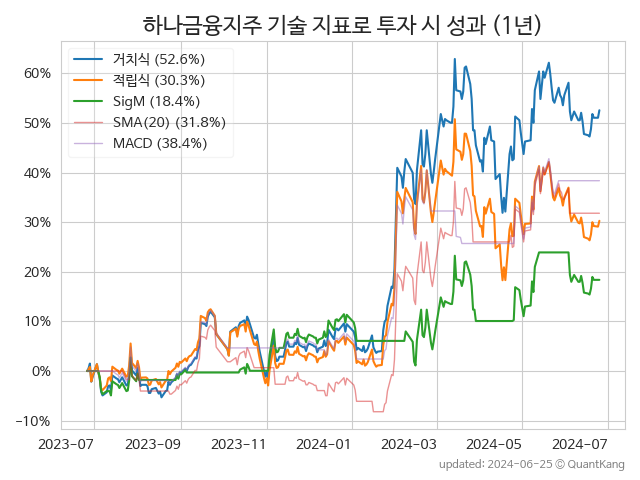 하나금융지주 기술 지표로 투자 시 성과 (1년)
거치식 (52.6%)
적립식 (30.3%)
SigM (18.4%)
SMA(20) (31.8%)
MACD (38.4%)
60%
50%
40%
30%
20%
10%
0%
−10%
2023-07 2023-09 2023-11 2024-01 2024-03 2024-05 2024-07
updated: 2024-06-25 ⓒ QuantKang